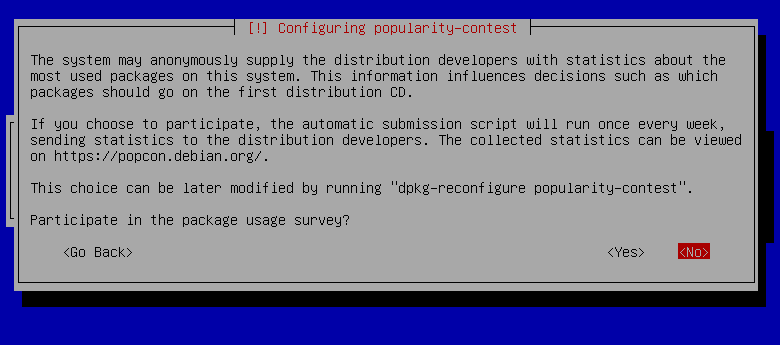 [!] Configuring popularity-contest
The system may anonymously supply the distribution developers with statistics about the
most used packages on this system. This information influences decisions such as which
packages should go on the first distribution CD.
If you choose to participate, the automatic submission script will run once every week,
sending statistics to the distribution developers. The collected statistics can be viewed
on https://popcon.debian.org/.
This choice can be later modified by running "dpkg-reconfigure popularity-contest".
Participate in the package usage survey?
<Go Back> <Yes> <No>